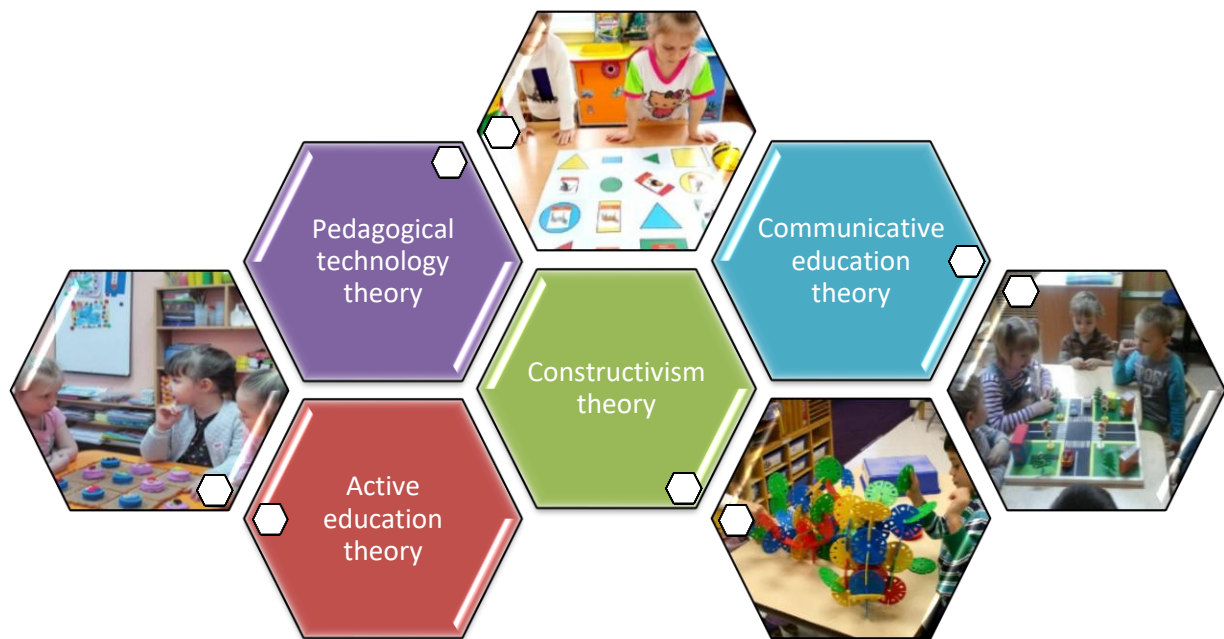 Pedagogical
technology
theory
Communicative
education
theory
Constructivism
theory
Active
education
theory